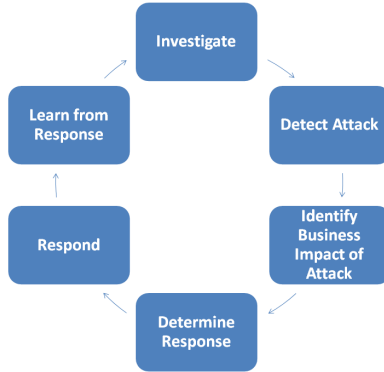 Investigate
Detect Attack
Identify
Business
Impact of
Attack
Determine
Response
Respond
Learn from
Response